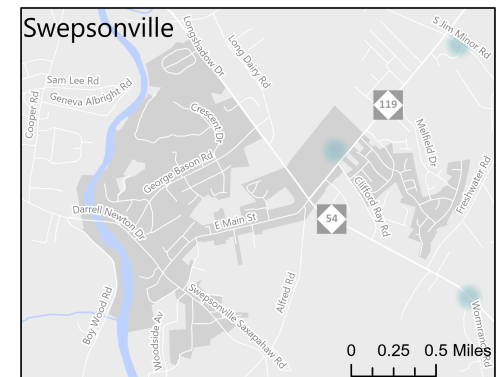 Swepsonville
S Jim Minor Rd
Longshadow Dr
Long Dairy Rd
Sam Lee Rd
Geneva Albright Rd
Cooper Rd
119
Crescent Dr
Melfield Dr
George Bason Rd
Freshwater Rd
Clifford Ray Rd
Darrell Newton Dr
E Main St
54
Swepsonville Saxapahaw Rd
Alfred Rd
Boy Wood Rd
Woodside Av
0 0.25 0.5 Miles